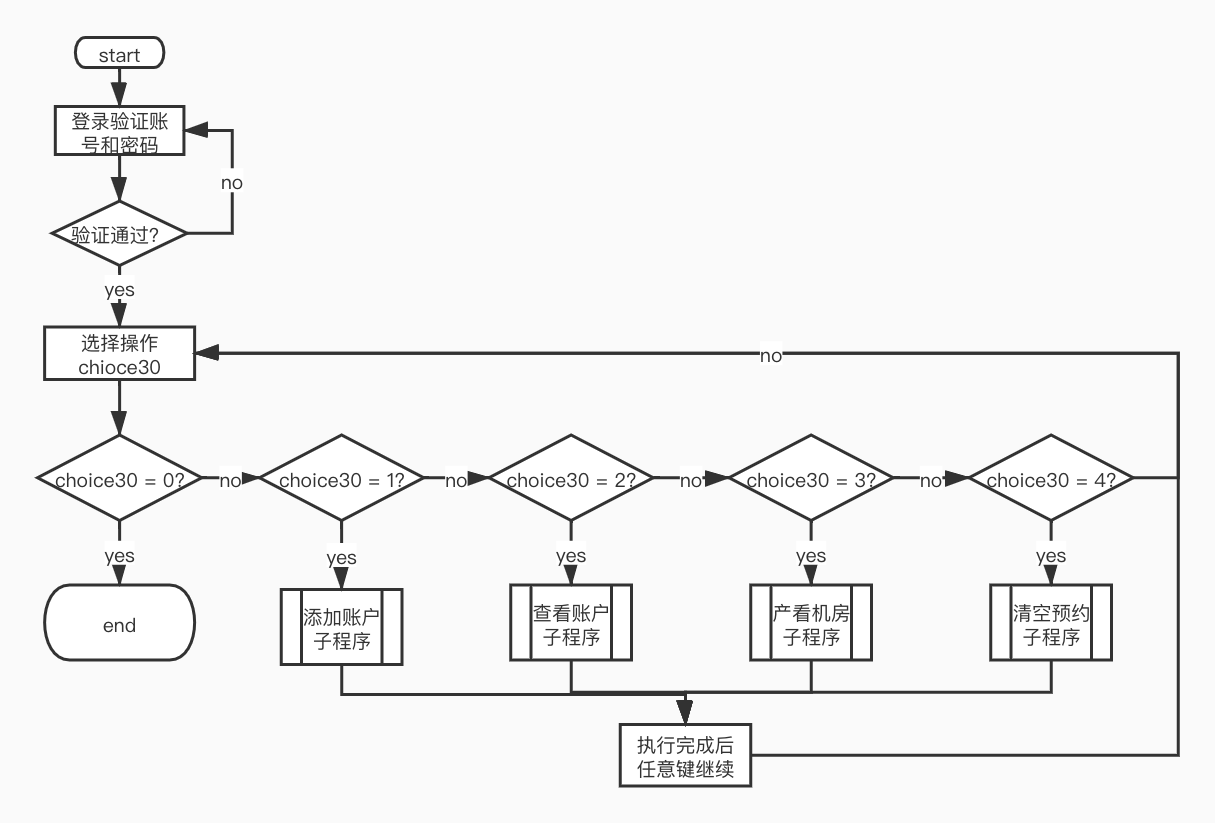 start
登录验证账
号和密码
no
验证通过?
yes
选择操作
chioce30
no
choice30 = 0?
no
choice30 = 1?
no
choice30 = 2?
no
choice30 = 3?
no
choice30 = 4?
yes
yes
yes
yes
yes
end
添加账户
子程序
查看账户
子程序
产看机房
子程序
清空预约
子程序
执行完成后
任意键继续